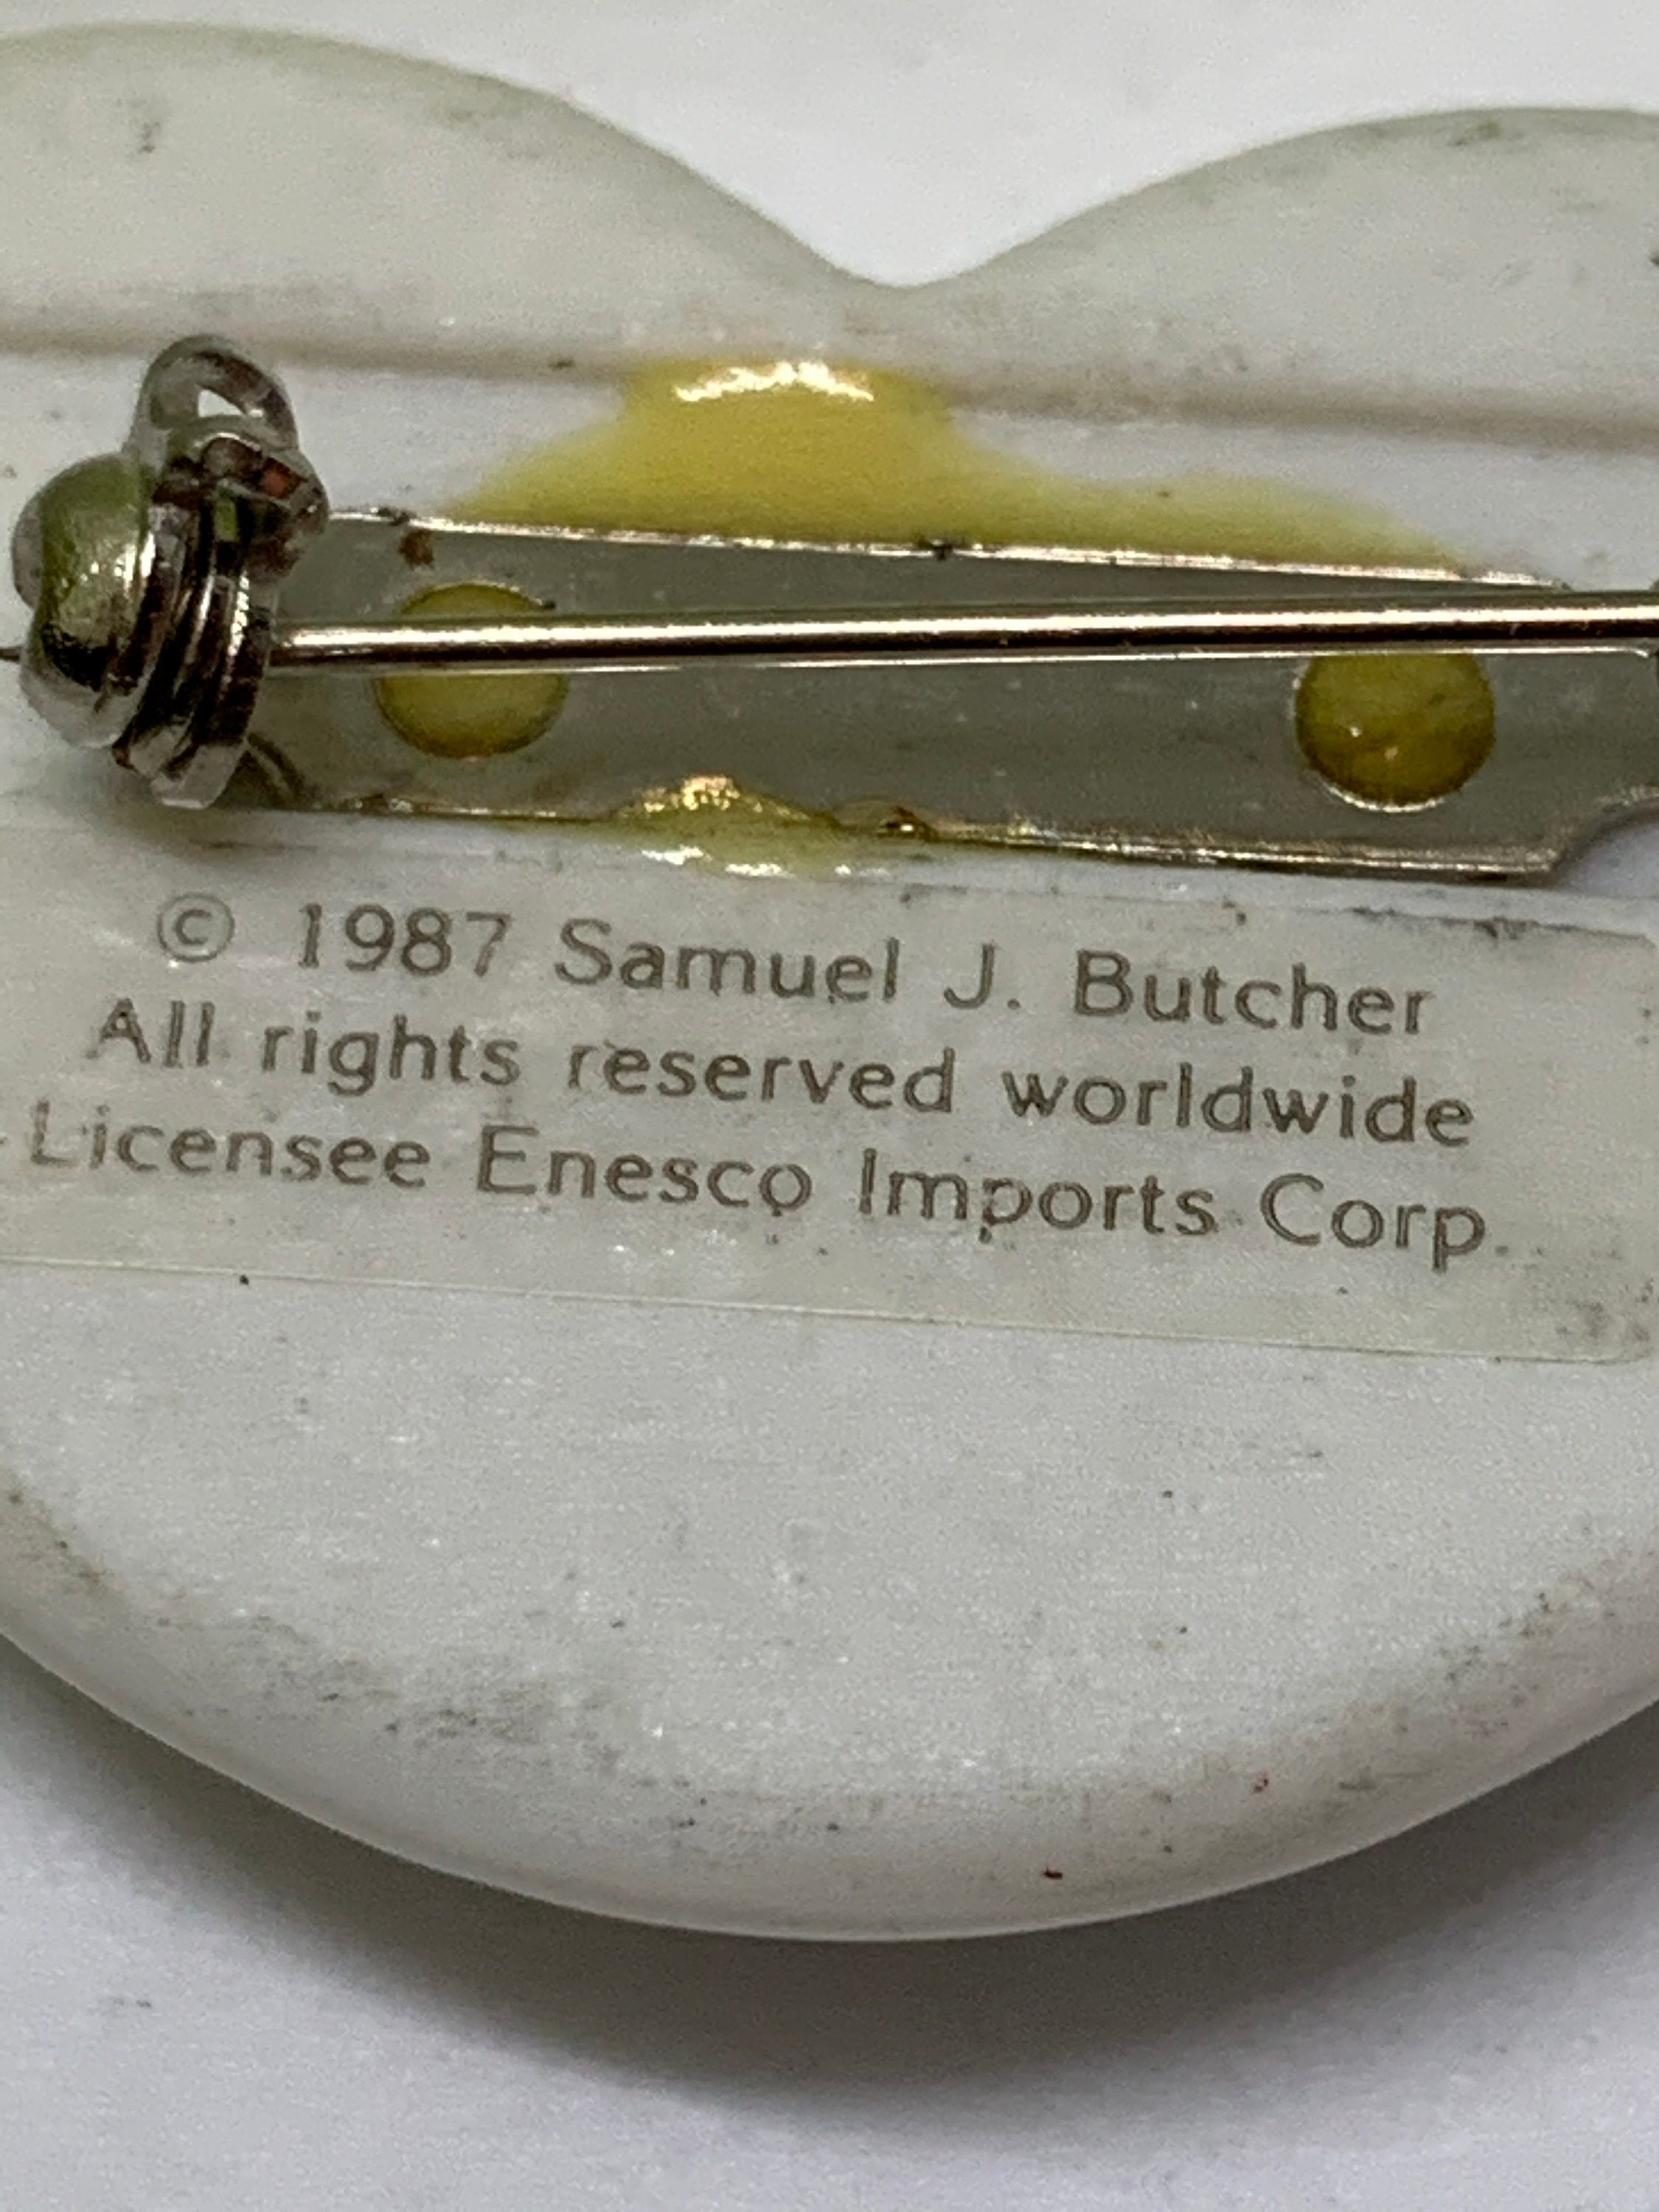 © 1987 Samuel J. Butcher
All rights reserved worldwide
Licensee Enesco Imports Corp.